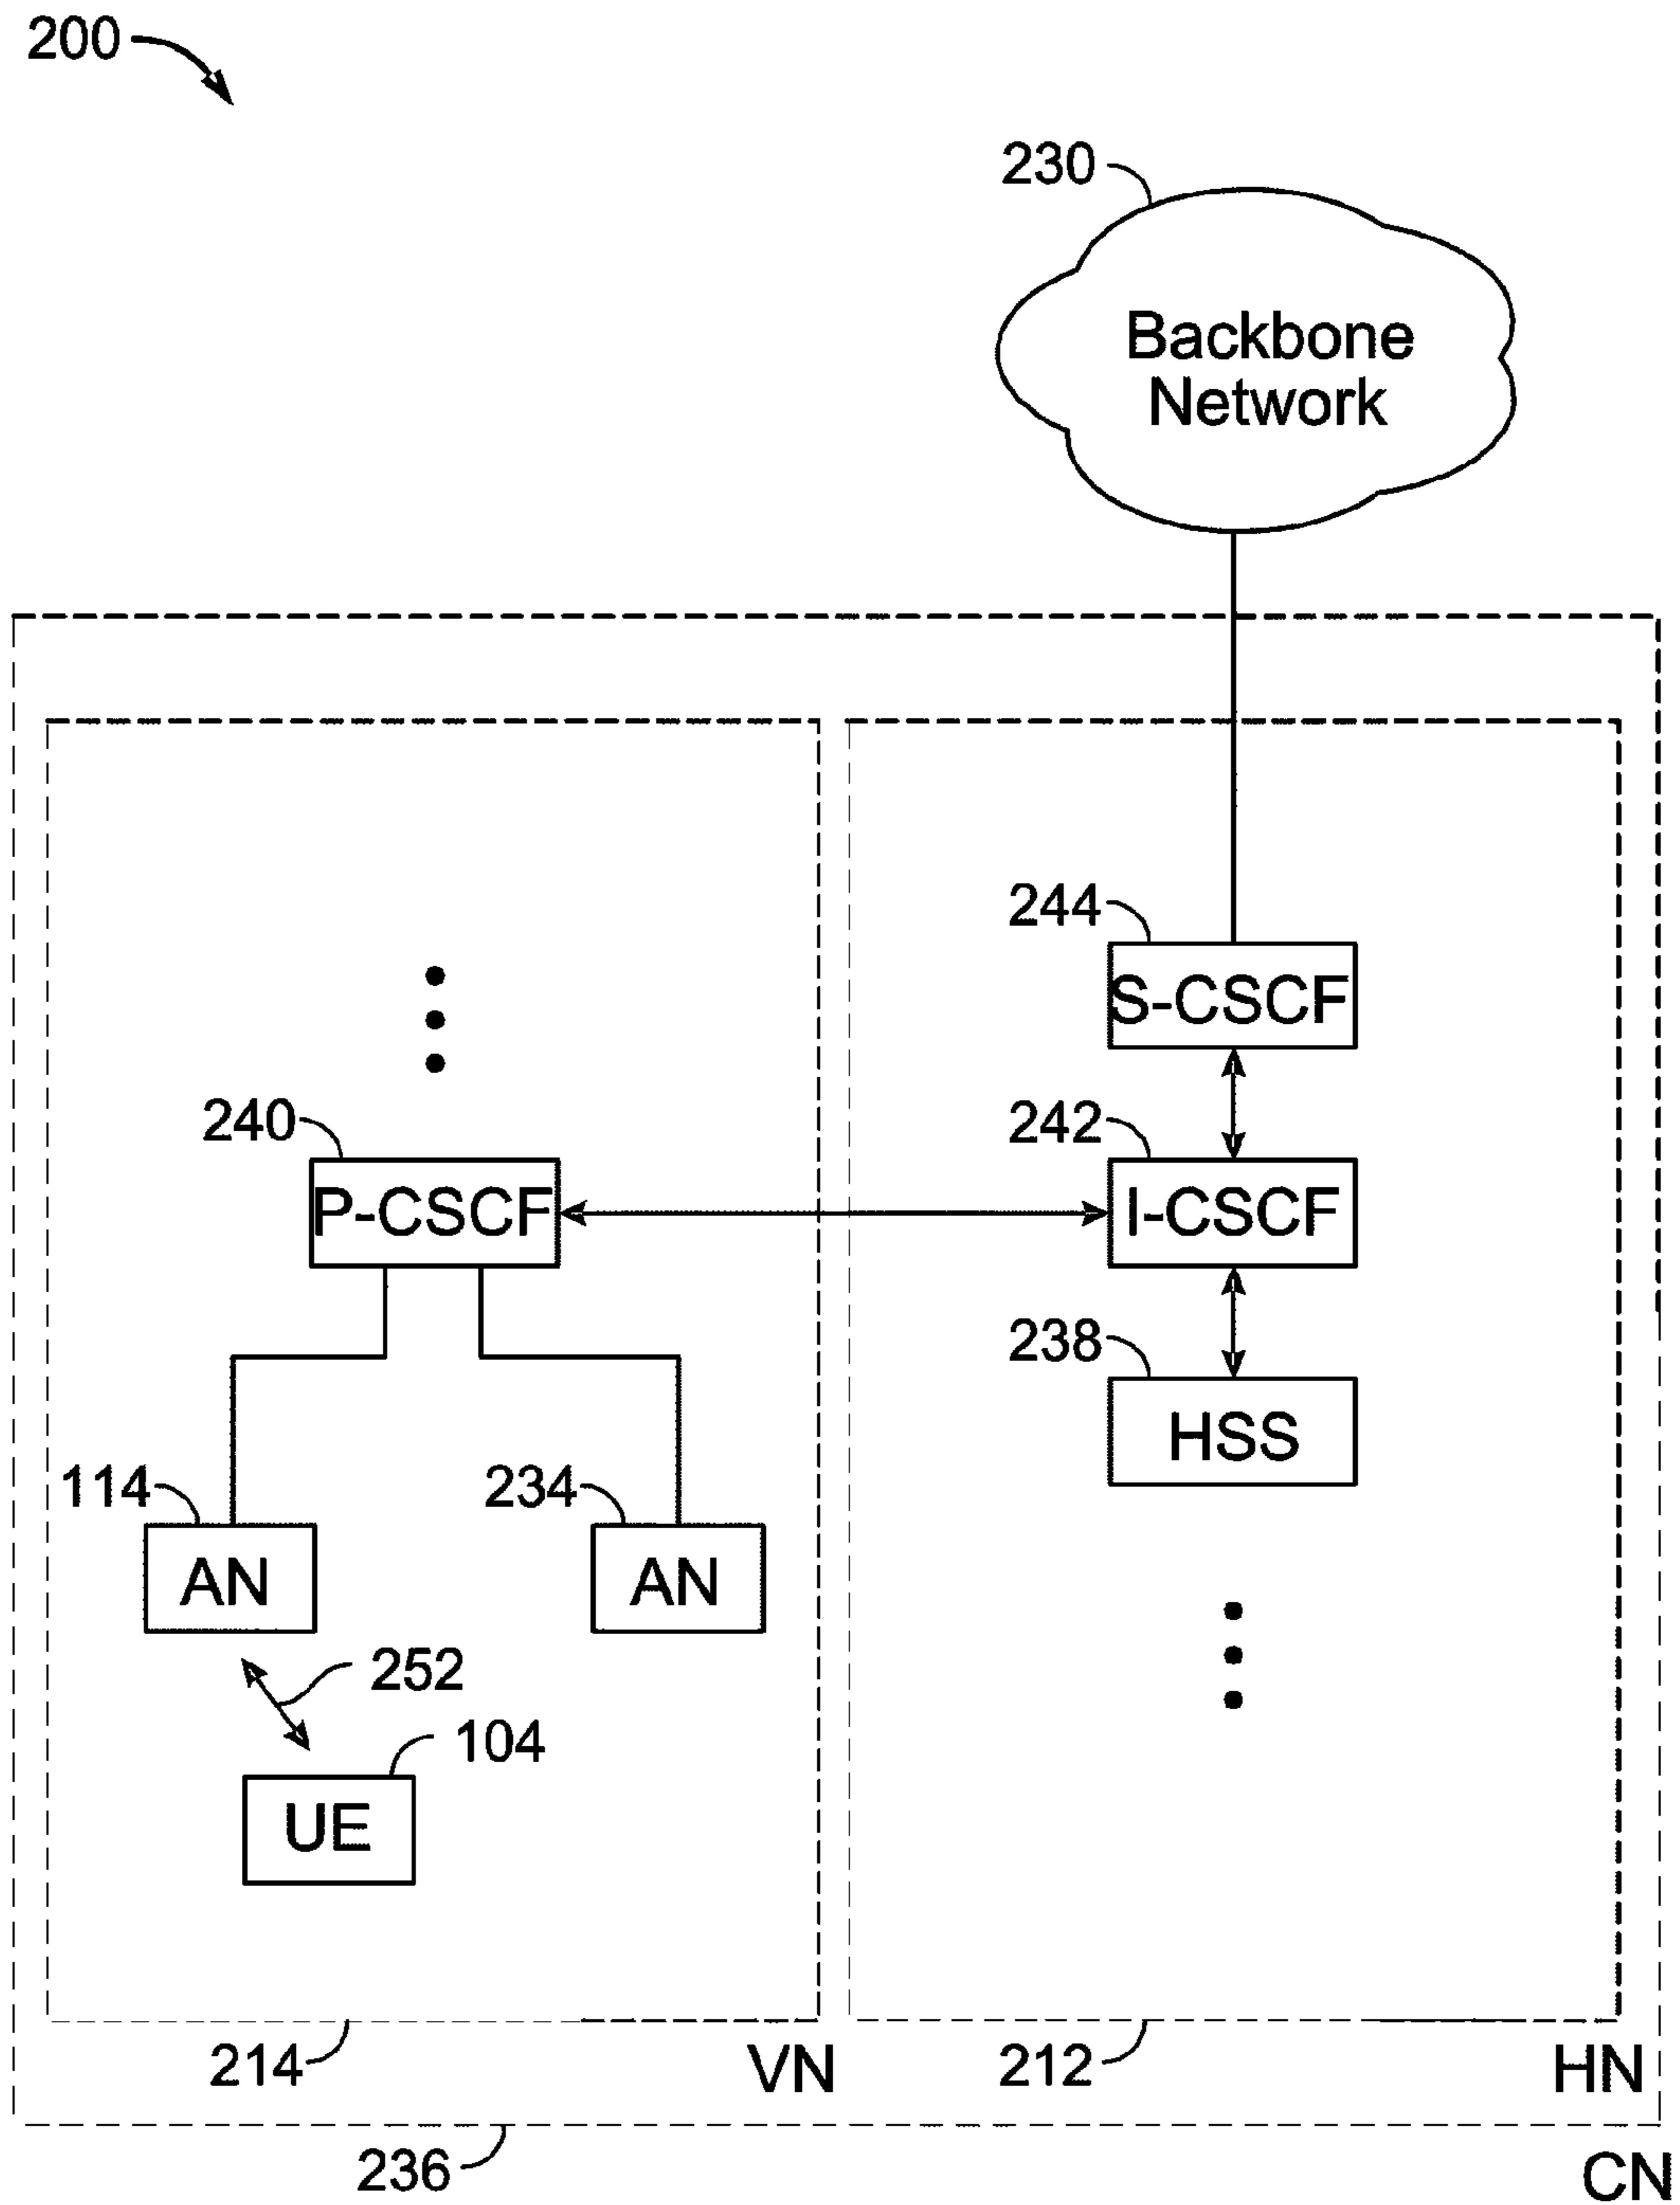 200
230
Backbone
Network
244
S-CSCF
240
242
P-CSCF
I-CSCF
238
HSS
114
234
AN
AN
252
104
UE
214
VN
212
HN
236
CN